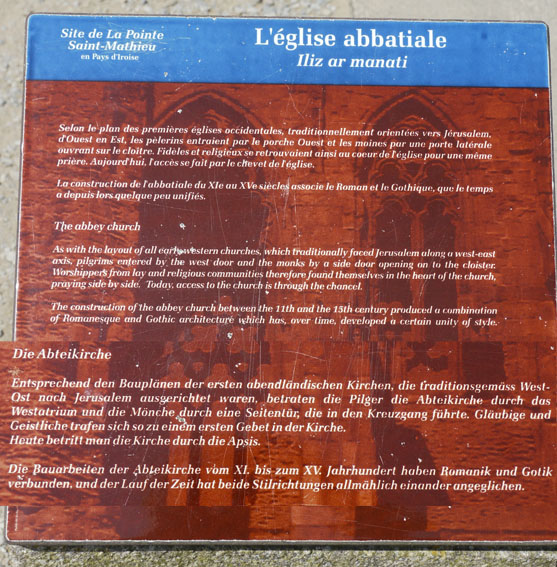 Site de La Pointe
Saint-Mathieu
en Pays d'Iroise
L'église abbatiale
Iliz ar manati
Selon le plan des premières églises occidentales, traditionnellement orientées vers Jérusalem,
d'Ouest en Est, les pèlerins entraient par le porche Ouest et les moines par une porte latérale
ouvrant sur le cloître. Fidèles et religieux se retrouvaient ainsi au coeur de l'église pour une même
prière. Aujourd'hui, l'accès se fait par le chevet de l'église.
La construction de l'abbatiale du XIe au XVe siècles associe le Roman et le Gothique, que le temps
a depuis lors quelque peu unifiés.
The abbey church
As with the layout of all early western churches, which traditionally faced Jerusalem along a west-east
axis, pilgrims entered by the west door and the monks by a side door opening on to the cloister.
Worshippers from lay and religious communities therefore found themselves in the heart of the church,
praying side by side. Today, access to the church is through the chancel.
The construction of the abbey church between the 11th and the 15th century produced a combination
of Romanesque and Gothic architecture which has, over time, developed a certain unity of style.
Die Abteikirche
Entsprechend den Bauplänen der ersten abendländischen Kirchen, die traditionsgemäss West-
Ost nach Jerusalem ausgerichtet waren, betraten die Pilger die Abteikirche durch das
Westatrium und die Mönche durch eine Seitentür, die in den Kreuzgang führte. Gläubige und
Geistliche trafen sich so zu einem ersten Gebet in der Kirche.
Heute betritt man die Kirche durch die Apsis.
Die Bauarbeiten der Abteikirche vom XI. bis zum XV. Jahrhundert haben Romanik und Gotik
verbunden, und der Lauf der Zeit hat beide Stilrichtungen allmählich einander angeglichen.